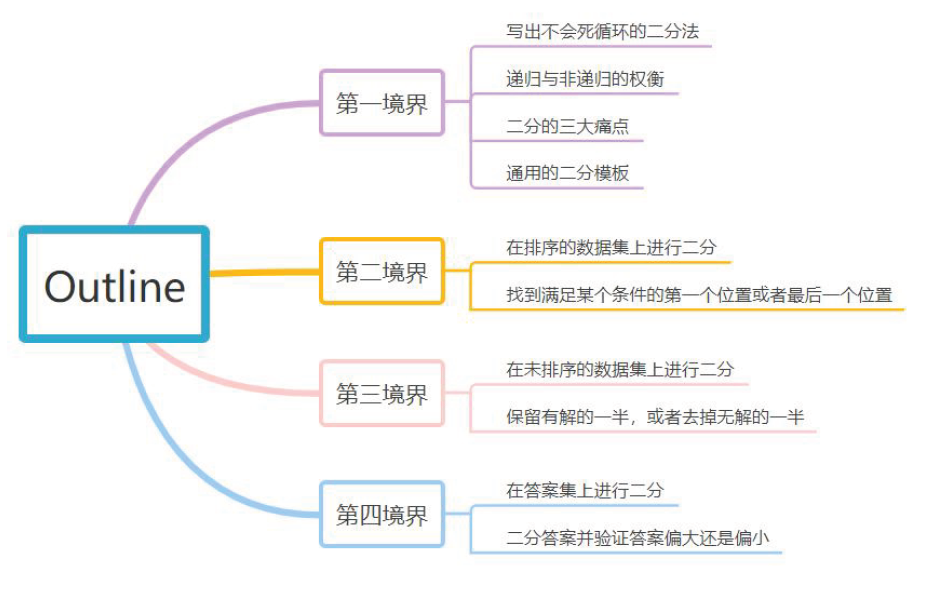 Outline
第一境界
写出不会死循环的二分法
递归与非递归的权衡
二分的三大痛点
通用的二分模板
第二境界
在排序的数据集上进行二分
找到满足某个条件的第一个位置或者最后一个位置
第三境界
在未排序的数据集上进行二分
保留有解的一半，或者去掉无解的一半
第四境界
在答案集上进行二分
二分答案并验证答案偏大还是偏小